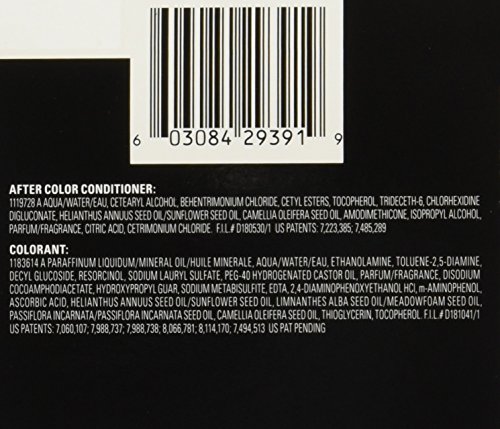 6 03084 29391 9
AFTER COLOR CONDITIONER:
1119728 A AQUA/WATER/EAU, CETEARYL ALCOHOL, BEHENTRIMONIUM CHLORIDE, CETYL ESTERS, TOCOPHEROL, TRIDECETH-6, CHLORHEXIDINE
DIGLUCONATE, HELIANTHUS ANNUUS SEED OIL/SUNFLOWER SEED OIL, CAMELLIA OLEIFERA SEED OIL, AMODIMETHICONE, ISOPROPYL ALCOHOL,
PARFUM/FRAGRANCE, CITRIC ACID, CETRIMONIUM CHLORIDE. F.I.L.# D180530/1 US PATENTS: 7,223,385; 7,485,289
COLORANT:
1183614 A PARAFFINUM LIQUIDUM/MINERAL OIL/HUILE MINERALE, AQUA/WATER/EAU, ETHANOLAMINE, TOLUENE-2,5-DIAMINE,
DECYL GLUCOSIDE, RESORCINOL, SODIUM LAURYL SULFATE, PEG-40 HYDROGENATED CASTOR OIL, PARFUM/FRAGRANCE, DISODIUM
COCOAMPHODIACETATE, HYDROXYPROPYL GUAR, SODIUM METABISULFITE, EDTA, 2,4-DIAMINOPHENOXYETHANOL HCl, m-AMINOPHENOL,
ASCORBIC ACID, HELIANTHUS ANNUUS SEED OIL/SUNFLOWER SEED OIL, LIMNANTHES ALBA SEED OIL/MEADOWFOAM SEED OIL,
PASSIFLORA INCARNATA/PASSIFLORA INCARNATA SEED OIL, CAMELLIA OLEIFERA SEED OIL, THIOGLYCERIN, TOCOPHEROL. F.I.L.# D181041/1
US PATENTS: 7,060,107; 7,988,737; 7,988,738; 8,066,781; 8,114,170; 7,494,513 US PAT PENDING